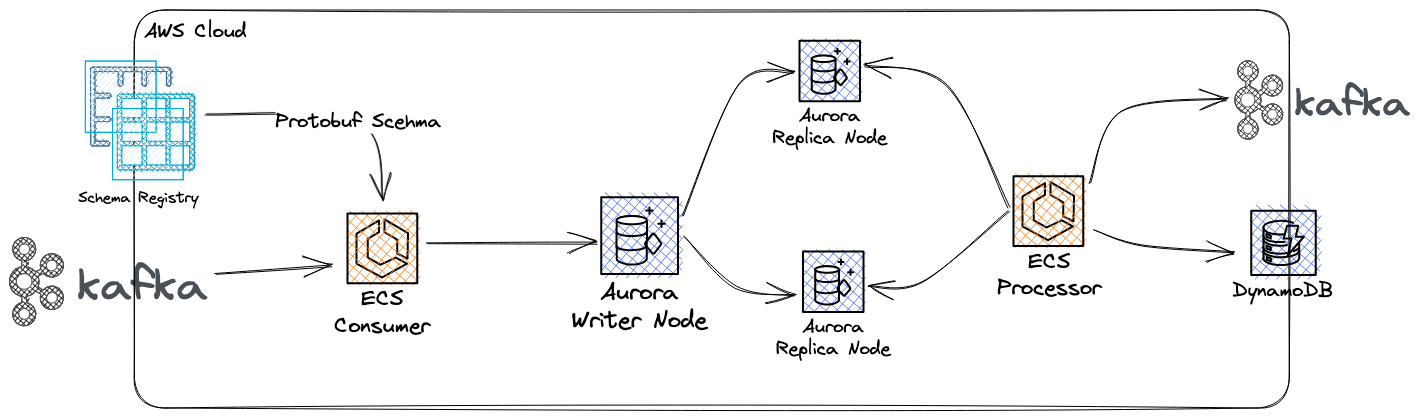 AWS Cloud
Protobuf Scehma
Schema Registry
kafka
ECS
Consumer
Aurora
Writer Node
Aurora
Replica Node
Aurora
Replica Node
ECS
Processor
kafka
DynamoDB